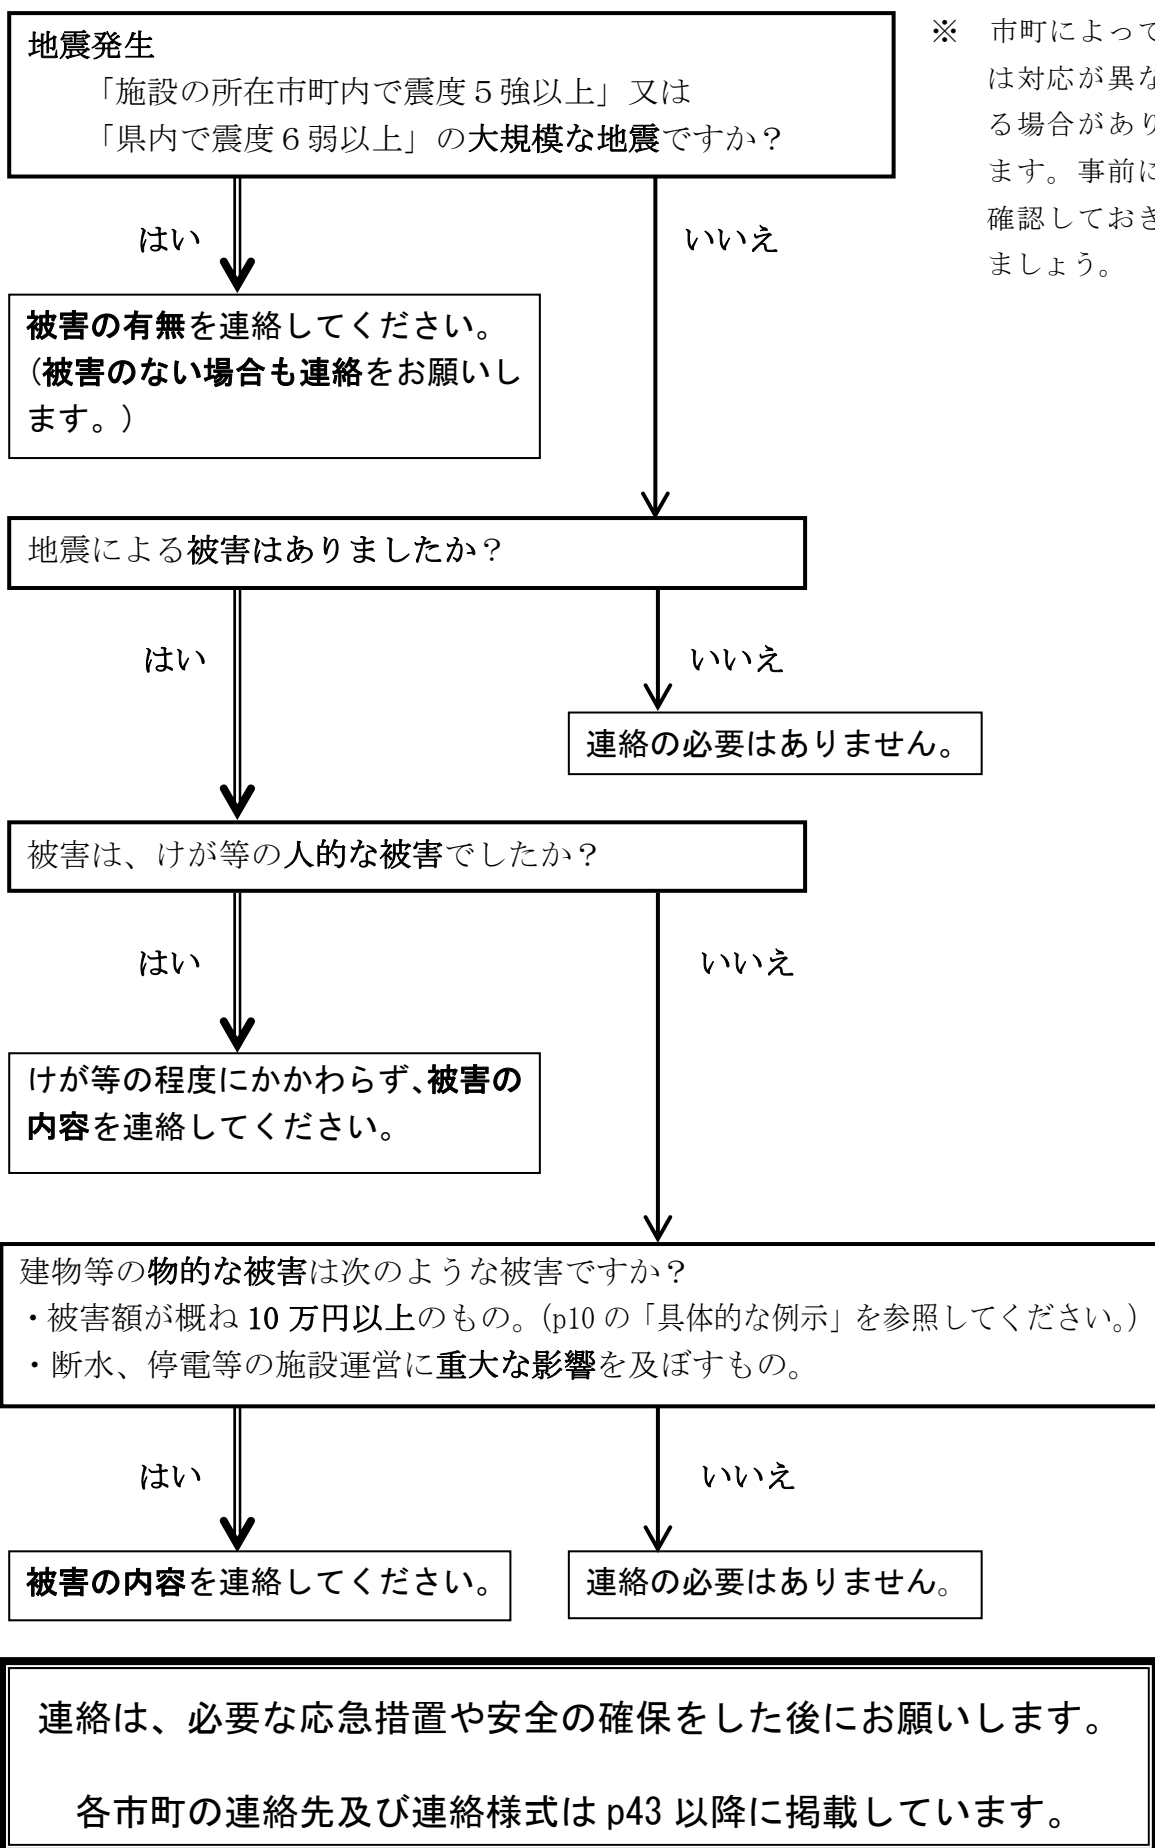 地震発生
「施設の所在市町内で震度５強以上」又は
「県内で震度６弱以上」の大規模な地震ですか？
※　市町によって
は対応が異な
る場合があり
ます。事前に
確認しておき
ましょう。
はい
いいえ
被害の有無を連絡してください。
（被害のない場合も連絡をお願いし
ます。）
地震による被害はありましたか？
はい
いいえ
連絡の必要はありません。
被害は、けが等の人的な被害でしたか？
はい
いいえ
けが等の程度にかかわらず、被害の
内容を連絡してください。
建物等の物的な被害は次のような被害ですか？
・被害額が概ね 10 万円以上のもの。（p10 の「具体的な例示」を参照してください。）
・断水、停電等の施設運営に重大な影響を及ぼすもの。
はい
いいえ
被害の内容を連絡してください。
連絡の必要はありません。
連絡は、必要な応急措置や安全の確保をした後にお願いします。
各市町の連絡先及び連絡様式は p43 以降に掲載しています。